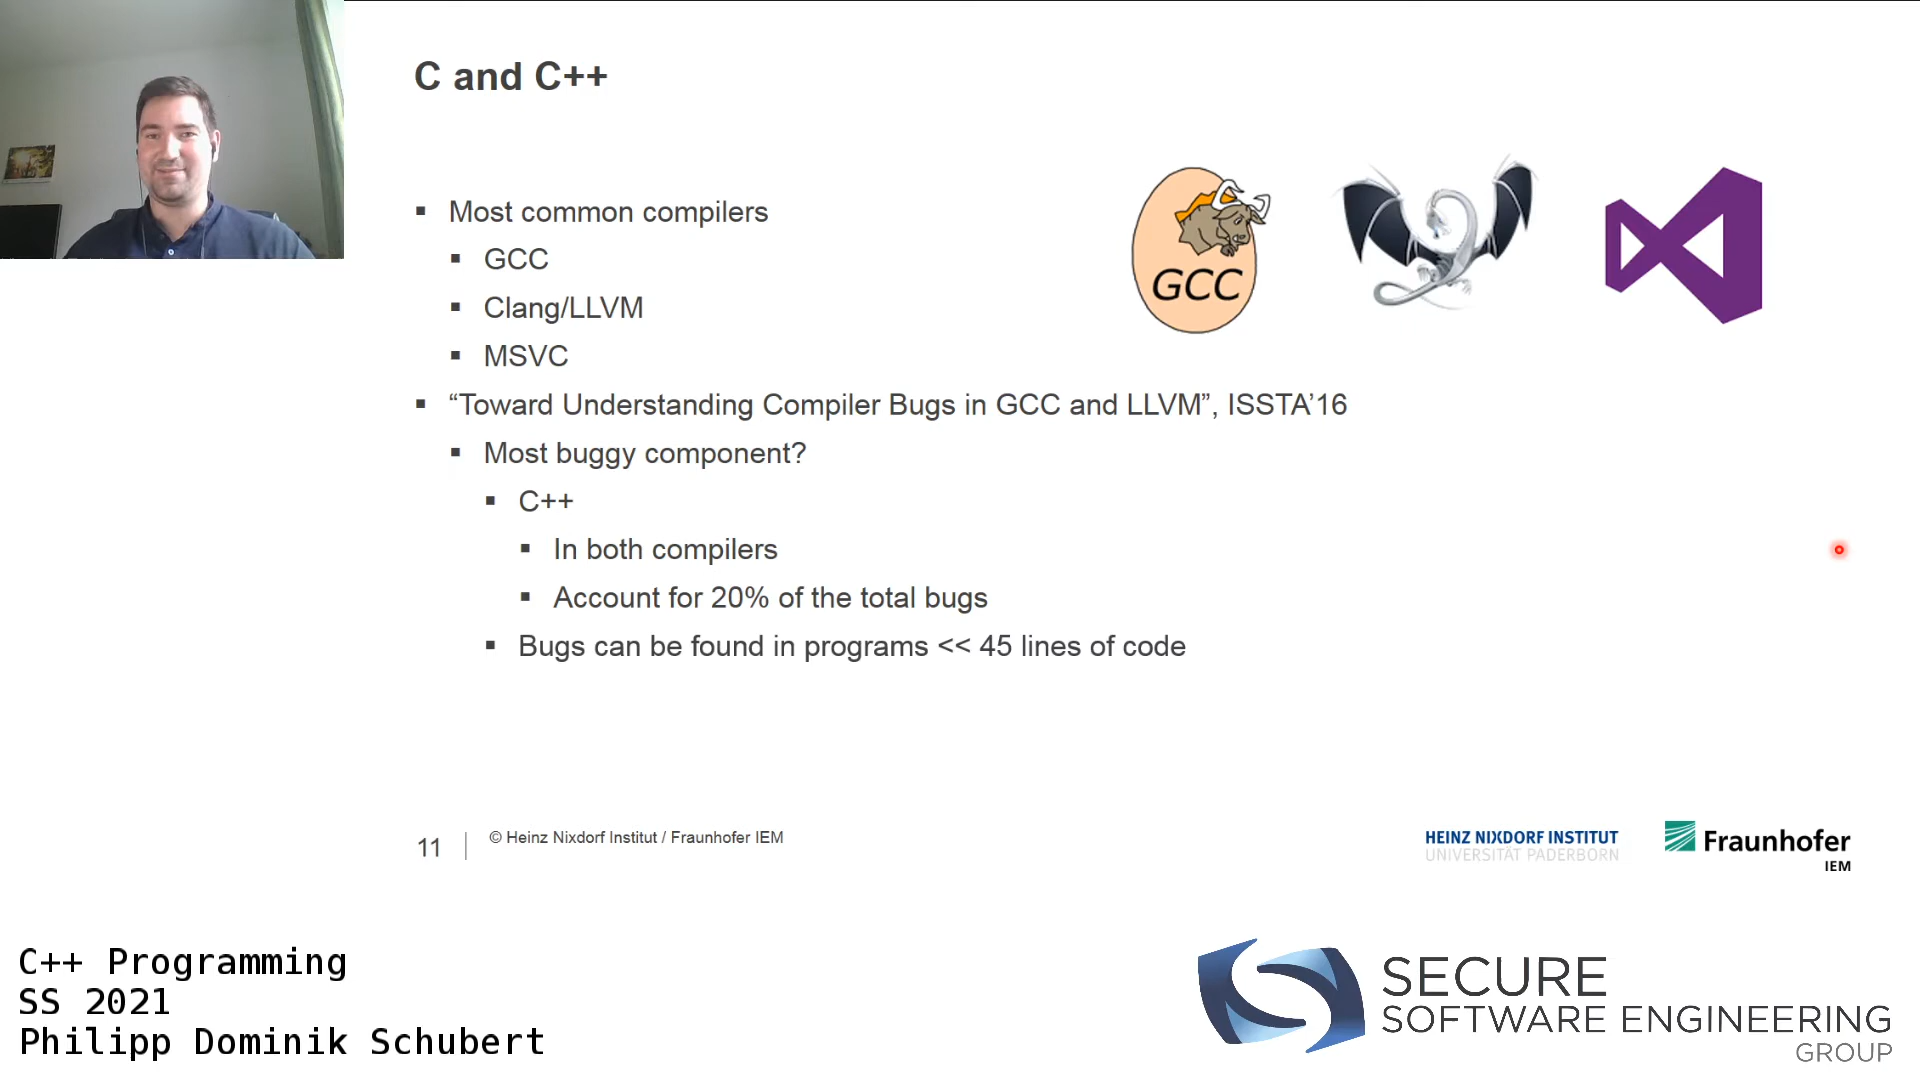 C and C++
Most common compilers
GCC
Clang/LLVM
MSVC
GCC
“Toward Understanding Compiler Bugs in GCC and LLVM”, ISSTA’16
Most buggy component?
C++
In both compilers
Account for 20% of the total bugs
Bugs can be found in programs << 45 lines of code
11
© Heinz Nixdorf Institut / Fraunhofer IEM
HEINZ NIXDORF INSTITUT
UNIVERSITÄT PADERBORN
Fraunhofer
IEM
C++ Programming
SS 2021
Philipp Dominik Schubert
SECURE
SOFTWARE ENGINEERING
GROUP